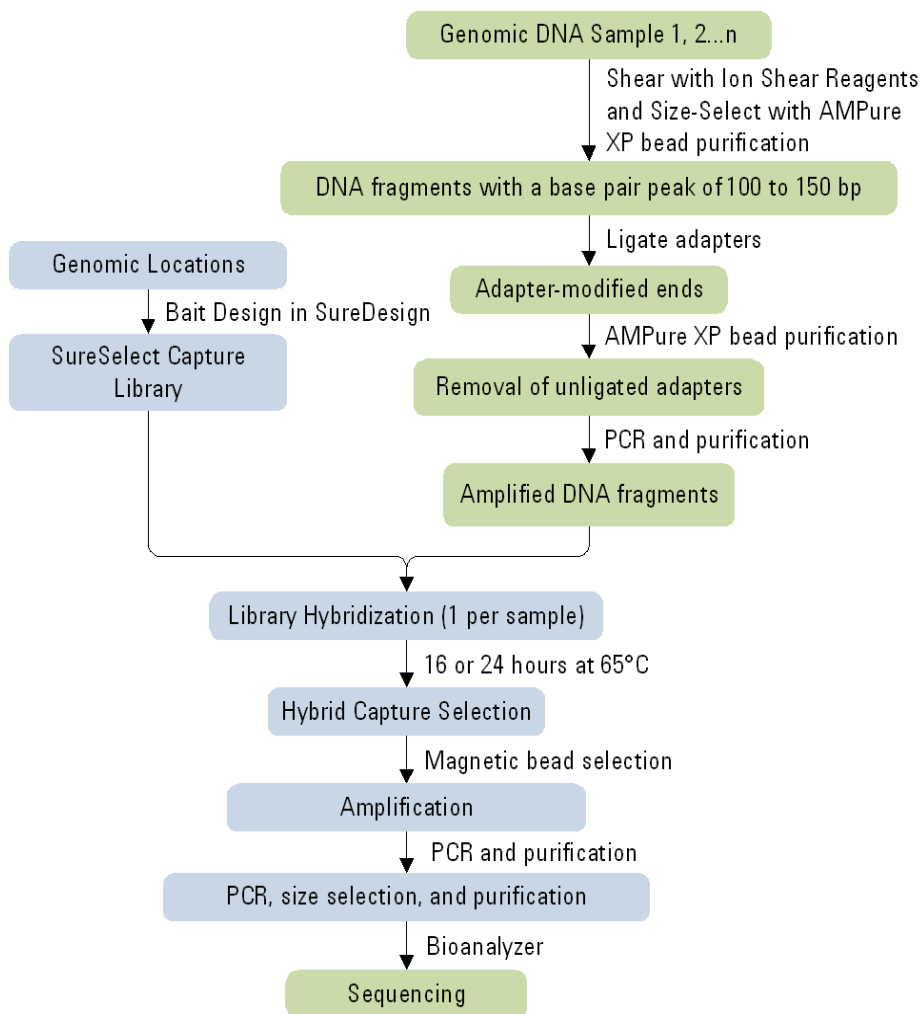 Genomic DNA Sample 1, 2...n
Shear with Ion Shear Reagents
and Size-Select with AMPure
XP bead purification
DNA fragments with a base pair peak of 100 to 150 bp
Ligate adapters
Genomic Locations
Adapter-modified ends
Bait Design in SureDesign
AMPure XP bead purification
SureSelect Capture
Library
Removal of unligated adapters
PCR and purification
Amplified DNA fragments
Library Hybridization (1 per sample)
16 or 24 hours at 65°C
Hybrid Capture Selection
Magnetic bead selection
Amplification
PCR and purification
PCR, size selection, and purification
Bioanalyzer
Sequencing